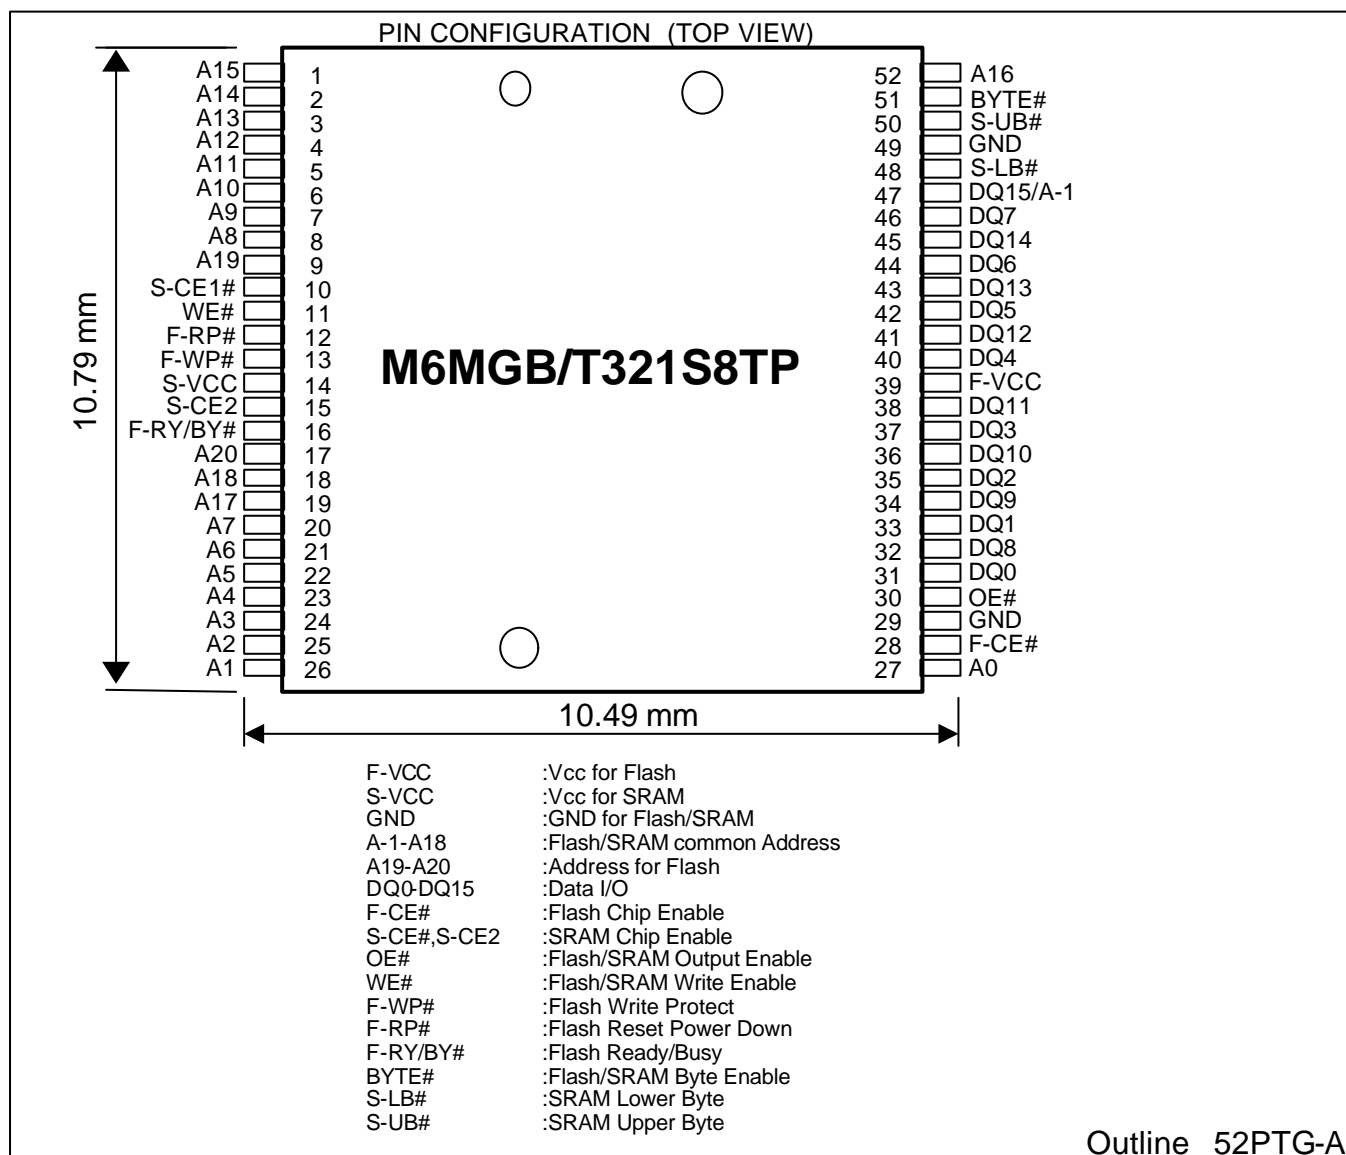 PIN CONFIGURATION (TOP VIEW)
A15 1 52 A16
A14 2 51 BYTE#
A13 3 50 S-UB#
A12 4 49 GND
A11 5 48 S-LB#
A10 6 47 DQ15/A-1
A9 7 46 DQ7
A8 8 45 DQ14
A19 9 44 DQ6
S-CE1# 10 43 DQ13
WE# 11 42 DQ5
F-RP# 12 41 DQ12
F-WP# 13 40 DQ4
S-VCC 14 39 F-VCC
S-CE2 15 38 DQ11
F-RY/BY# 16 37 DQ3
A20 17 36 DQ10
A18 18 35 DQ2
A17 19 34 DQ9
A7 20 33 DQ1
A6 21 32 DQ8
A5 22 31 DQ0
A4 23 30 OE#
A3 24 29 GND
A2 25 28 F-CE#
A1 26 27 A0
M6MGB/T321S8TP
10.79 mm
10.49 mm
F-VCC :Vcc for Flash
S-VCC :Vcc for SRAM
GND :GND for Flash/SRAM
A-1-A18 :Flash/SRAM common Address
A19-A20 :Address for Flash
DQ0-DQ15 :Data I/O
F-CE# :Flash Chip Enable
S-CE#,S-CE2 :SRAM Chip Enable
OE# :Flash/SRAM Output Enable
WE# :Flash/SRAM Write Enable
F-WP# :Flash Write Protect
F-RP# :Flash Reset Power Down
F-RY/BY# :Flash Ready/Busy
BYTE# :Flash/SRAM Byte Enable
S-LB# :SRAM Lower Byte
S-UB# :SRAM Upper Byte
Outline 52PTG-A